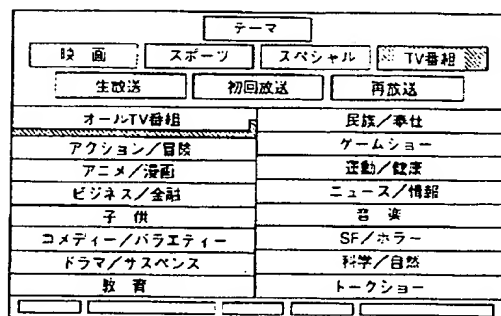 テーマ
映画 スポーツ スペシャル TV番組
生放送 初回放送 再放送
オールTV番組 民族/奉仕
アクション/冒険 ゲームショー
アニメ/漫画 運動/健康
ビジネス/金融 ニュース/情報
子供 音楽
コメディー/バラエティー SF/ホラー
ドラマ/サスペンス 科学/自然
教育 トークショー